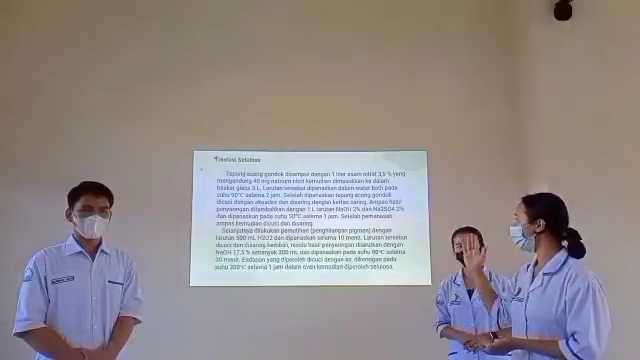 Isolasi Selulosa
Tepung eceng gondok dicampur dengan 1 liter asam nitrat 3,5 % yang
mengandung 40 mg natrium nitrit kemudian dimasukkan ke dalam
beaker glass 5 L. Larutan tersebut dipanaskan dalam water bath pada
suhu 90°C selama 2 jam. Setelah dipanaskan tepung eceng gondok
dicuci dengan akuades dan disaring dengan kertas saring. Ampas hasil
penyaringan ditambahkan dengan 1 L larutan NaOH 2% dan Na2SO4 2%
dan dipanaskan pada suhu 50°C selama 1 jam. Setelah pemanasan
ampas kemudian dicuci dan disaring.
Selanjutnya dilakukan pemutihan (penghilangan pigmen) dengan
larutan 500 mL H2O2 dan dipanaskan selama 10 menit. Larutan tersebut
dicuci dan disaring kembali, residu hasil penyaringan dilarutkan dengan
NaOH 17,5 % sebanyak 300 mL dan dipanaskan pada suhu 80°C selama
30 menit. Endapan yang diperoleh dicuci dengan air, dikeringkan pada
suhu 200°C selama 1 jam dalam oven kemudian diperoleh selulosa.